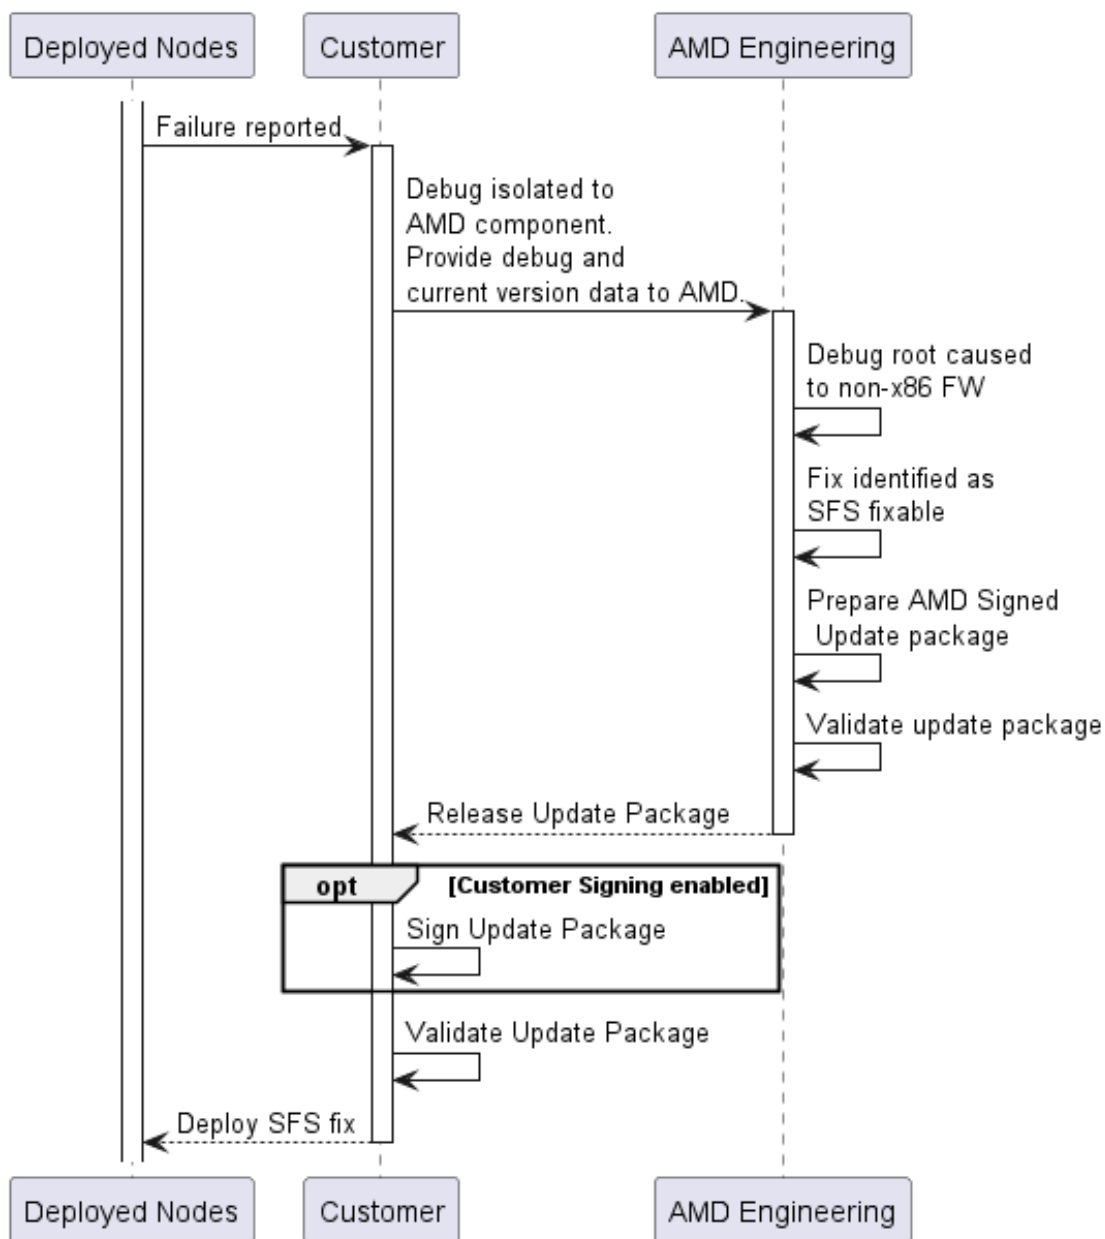 Deployed Nodes
Customer
AMD Engineering
Failure reported
Debug isolated to
AMD component.
Provide debug and
current version data to AMD.
Debug root caused
to non-x86 FW
Fix identified as
SFS fixable
Prepare AMD Signed
Update package
Validate update package
Release Update Package
opt
[Customer Signing enabled]
Sign Update Package
Validate Update Package
Deploy SFS fix
Deployed Nodes
Customer
AMD Engineering